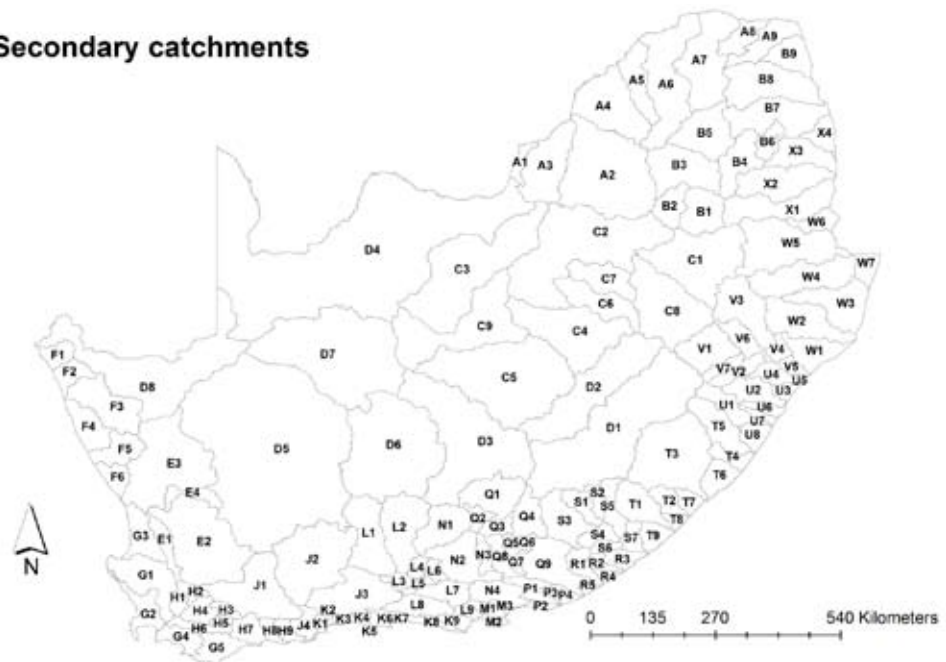 Secondary catchments
A8 A9
A7 B9
A5 A6 B8
A4 B7
B5 X4
B6 X3
A1 A3 B3 B4
A2 X2
B2 B1 X1
W6
C2 W5
D4 C1 W7
C3 C7 W4
C6 V3 W3
C9 C4 C8 W2
V6
F1 D7 V1 V4 W1
F2 C5 V7 V2 V5
D8 D2 U4 U5
U2 U3
F3 U1 U6
F4 D1 T5 U7
F5 D5 D6 D3 U8
E3 T3 T4
F6 T6
E4 Q1 S2
L1 L2 N1 Q2 Q4 S1 S5 T1 T2 T7
G3 E1 E2 Q3 S3 T8
Q5 Q6 S4 S7 T9
J2 N2 N3 Q8 Q7 S6
N L4 L6 Q9 R1 R2 R3
G1 J1 L3 L5 R4
H1 H2 J3 L7 N4 P1 P3 P4 R5
G2 H4 H3 K2 L8 L9 M1 M3 P2
H6 H5 H7 H8 H9 J4 K1 K3 K4 K6 K7 K8 K9 M2
G4 K5
G5
0 135 270 540 Kilometers